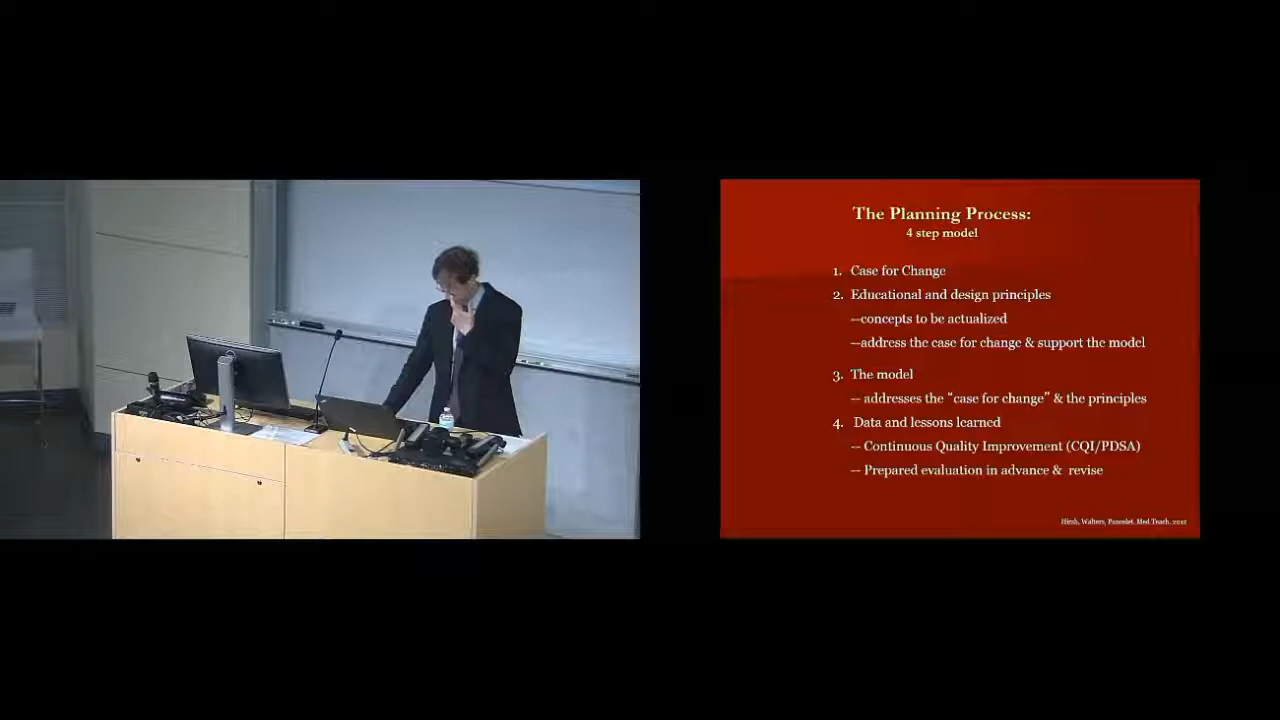 The Planning Process:
4 step model
1. Case for Change
2. Educational and design principles
—concepts to be actualized
—address the case for change & support the model
3. The model
— addresses the “case for change” & the principles
4. Data and lessons learned
— Continuous Quality Improvement (CQI/PDSA)
— Prepared evaluation in advance & revise
Hirsh, Walters, Poncelet, Med Teach, 2012